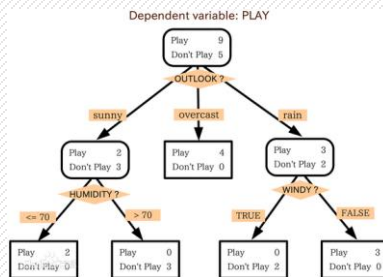 Dependent variable: PLAY
Play 9
Don't Play 5
OUTLOOK ?
sunny
overcast
rain
Play 2
Don't Play 3
Play 4
Don't Play 0
Play 3
Don't Play 2
HUMIDITY ?
WINDY ?
<= 70
> 70
TRUE
FALSE
Play 2
Don't Play 0
Play 0
Don't Play 3
Play 0
Don't Play 2
Play 3
Don't Play 0